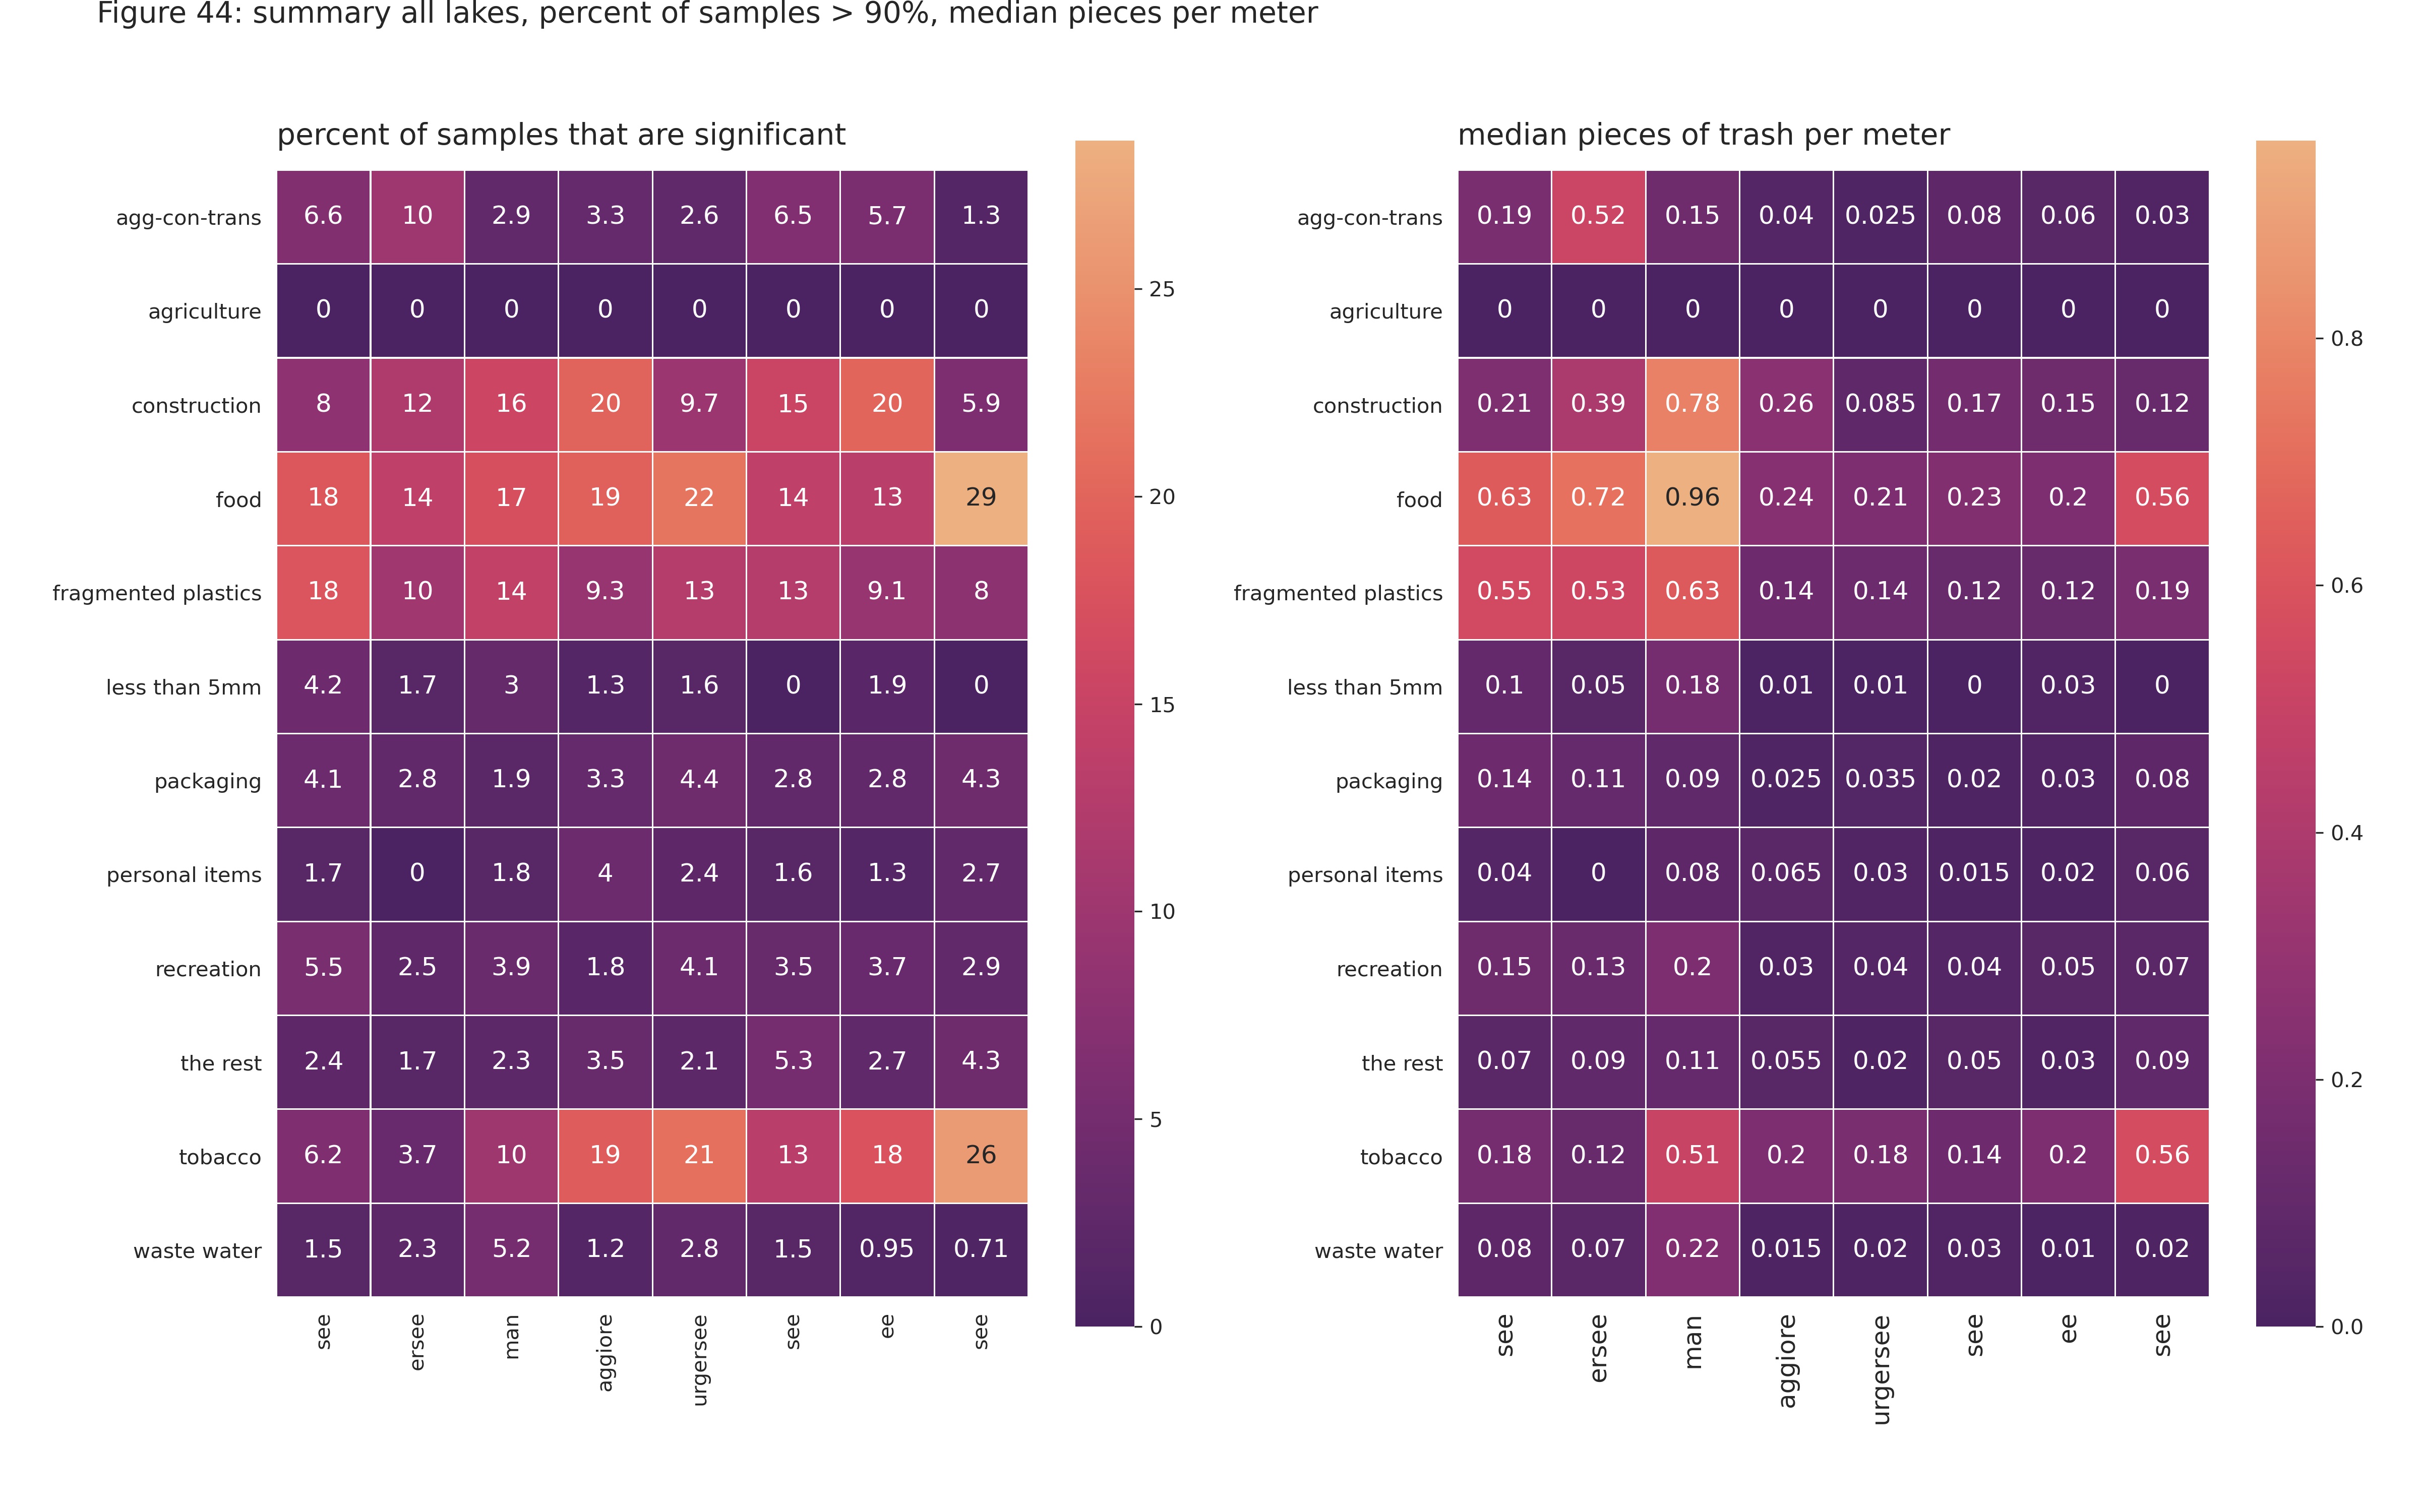 Figure 44: summary all lakes, percent of samples > 90%, median pieces per meter
percent of samples that are significant
agg-con-trans 6.6 10 2.9 3.3 2.6 6.5 5.7 1.3
agriculture 0 0 0 0 0 0 0 0
construction 8 12 16 20 9.7 15 20 5.9
food 18 14 17 19 22 14 13 29
fragmented plastics 18 10 14 9.3 13 13 9.1 8
less than 5mm 4.2 1.7 3 1.3 1.6 0 1.9 0
packaging 4.1 2.8 1.9 3.3 4.4 2.8 2.8 4.3
personal items 1.7 0 1.8 4 2.4 1.6 1.3 2.7
recreation 5.5 2.5 3.9 1.8 4.1 3.5 3.7 2.9
the rest 2.4 1.7 2.3 3.5 2.1 5.3 2.7 4.3
tobacco 6.2 3.7 10 19 21 13 18 26
waste water 1.5 2.3 5.2 1.2 2.8 1.5 0.95 0.71
see ersee man aggiore urgersee see ee see
25
20
15
10
5
0
median pieces of trash per meter
agg-con-trans 0.19 0.52 0.15 0.04 0.025 0.08 0.06 0.03
agriculture 0 0 0 0 0 0 0 0
construction 0.21 0.39 0.78 0.26 0.085 0.17 0.15 0.12
food 0.63 0.72 0.96 0.24 0.21 0.23 0.2 0.56
fragmented plastics 0.55 0.53 0.63 0.14 0.14 0.12 0.12 0.19
less than 5mm 0.1 0.05 0.18 0.01 0.01 0 0.03 0
packaging 0.14 0.11 0.09 0.025 0.035 0.02 0.03 0.08
personal items 0.04 0 0.08 0.065 0.03 0.015 0.02 0.06
recreation 0.15 0.13 0.2 0.03 0.04 0.04 0.05 0.07
the rest 0.07 0.09 0.11 0.055 0.02 0.05 0.03 0.09
tobacco 0.18 0.12 0.51 0.2 0.18 0.14 0.2 0.56
waste water 0.08 0.07 0.22 0.015 0.02 0.03 0.01 0.02
see ersee man aggiore urgersee see ee see
0.8
0.6
0.4
0.2
0.0